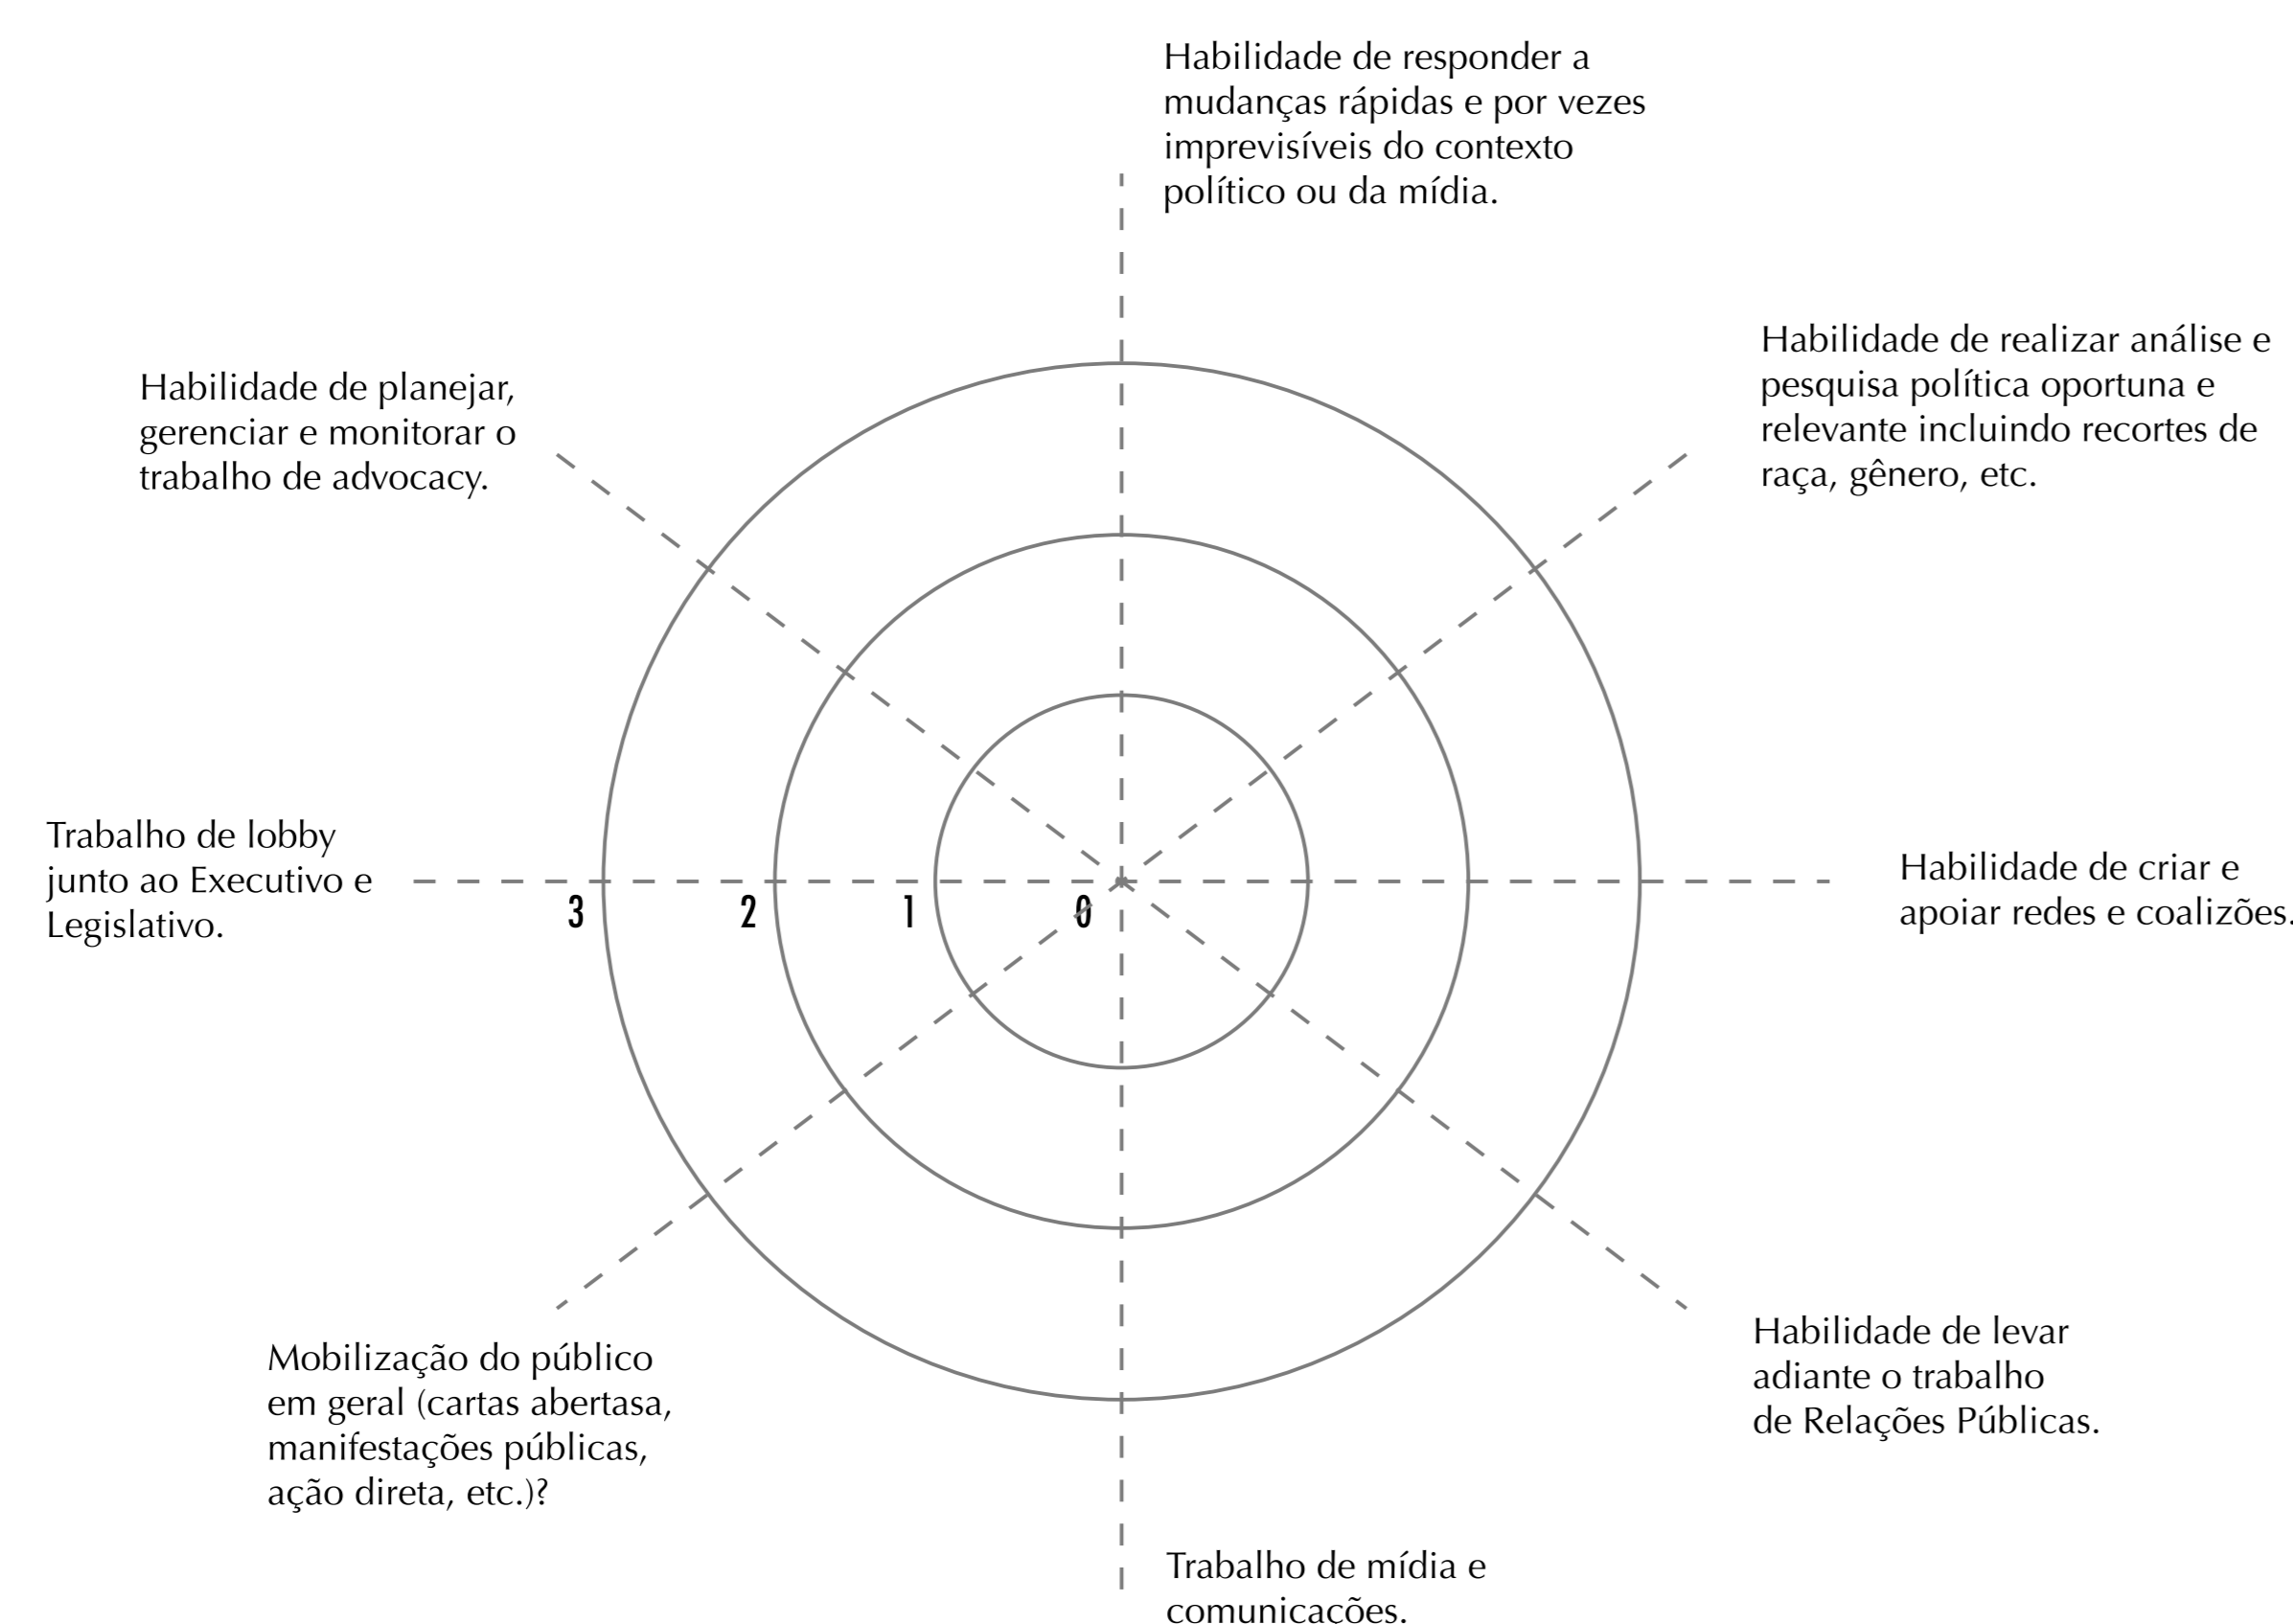 Habilidade de responder a
mudanças rápidas e por vezes
imprevisíveis do contexto
político ou da mídia.
Habilidade de realizar análise e
pesquisa política oportuna e
relevante incluindo recortes de
raça, gênero, etc.
Habilidade de planejar,
gerenciar e monitorar o
trabalho de advocacy.
Trabalho de lobby
junto ao Executivo e
Legislativo.
3 2 1 0
Habilidade de criar e
apoiar redes e coalizões.
Habilidade de levar
adiante o trabalho
de Relações Públicas.
Mobilização do público
em geral (cartas abertasa,
manifestações públicas,
ação direta, etc.)?
Trabalho de mídia e
comunicações.